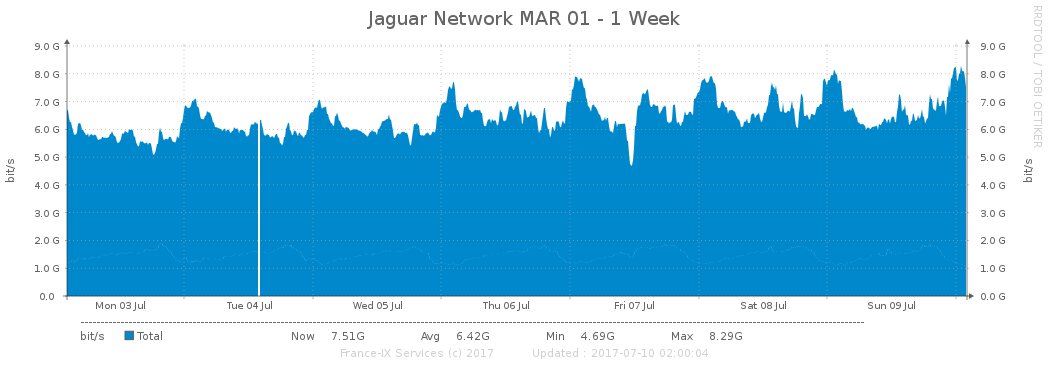 Jaguar Network MAR 01 - 1 Week
RRDTOOL / TOBI OETIKER
9.0 G 9.0 G
8.0 G 8.0 G
7.0 G 7.0 G
6.0 G 6.0 G
5.0 G 5.0 G
4.0 G 4.0 G
3.0 G 3.0 G
2.0 G 2.0 G
1.0 G 1.0 G
0.0 0.0 G
bit/s bit/s
Mon 03 Jul Tue 04 Jul Wed 05 Jul Thu 06 Jul Fri 07 Jul Sat 08 Jul Sun 09 Jul
bit/s Total Now 7.51G Avg 6.42G Min 4.69G Max 8.29G
France-IX Services (c) 2017 Updated : 2017-07-10 02:00:04